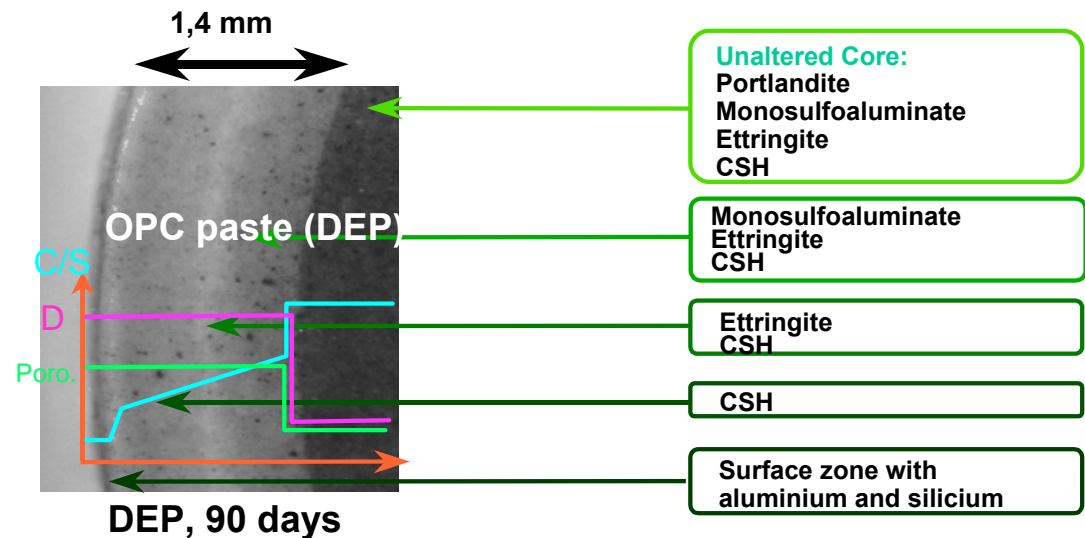 1,4 mm
Unaltered Core:
Portlandite
Monosulfoaluminate
Ettringite
CSH
OPC paste (DEP)
Monosulfoaluminate
Ettringite
CSH
C/S
D
Ettringite
CSH
Poro.
CSH
Surface zone with
aluminium and silicium
DEP, 90 days